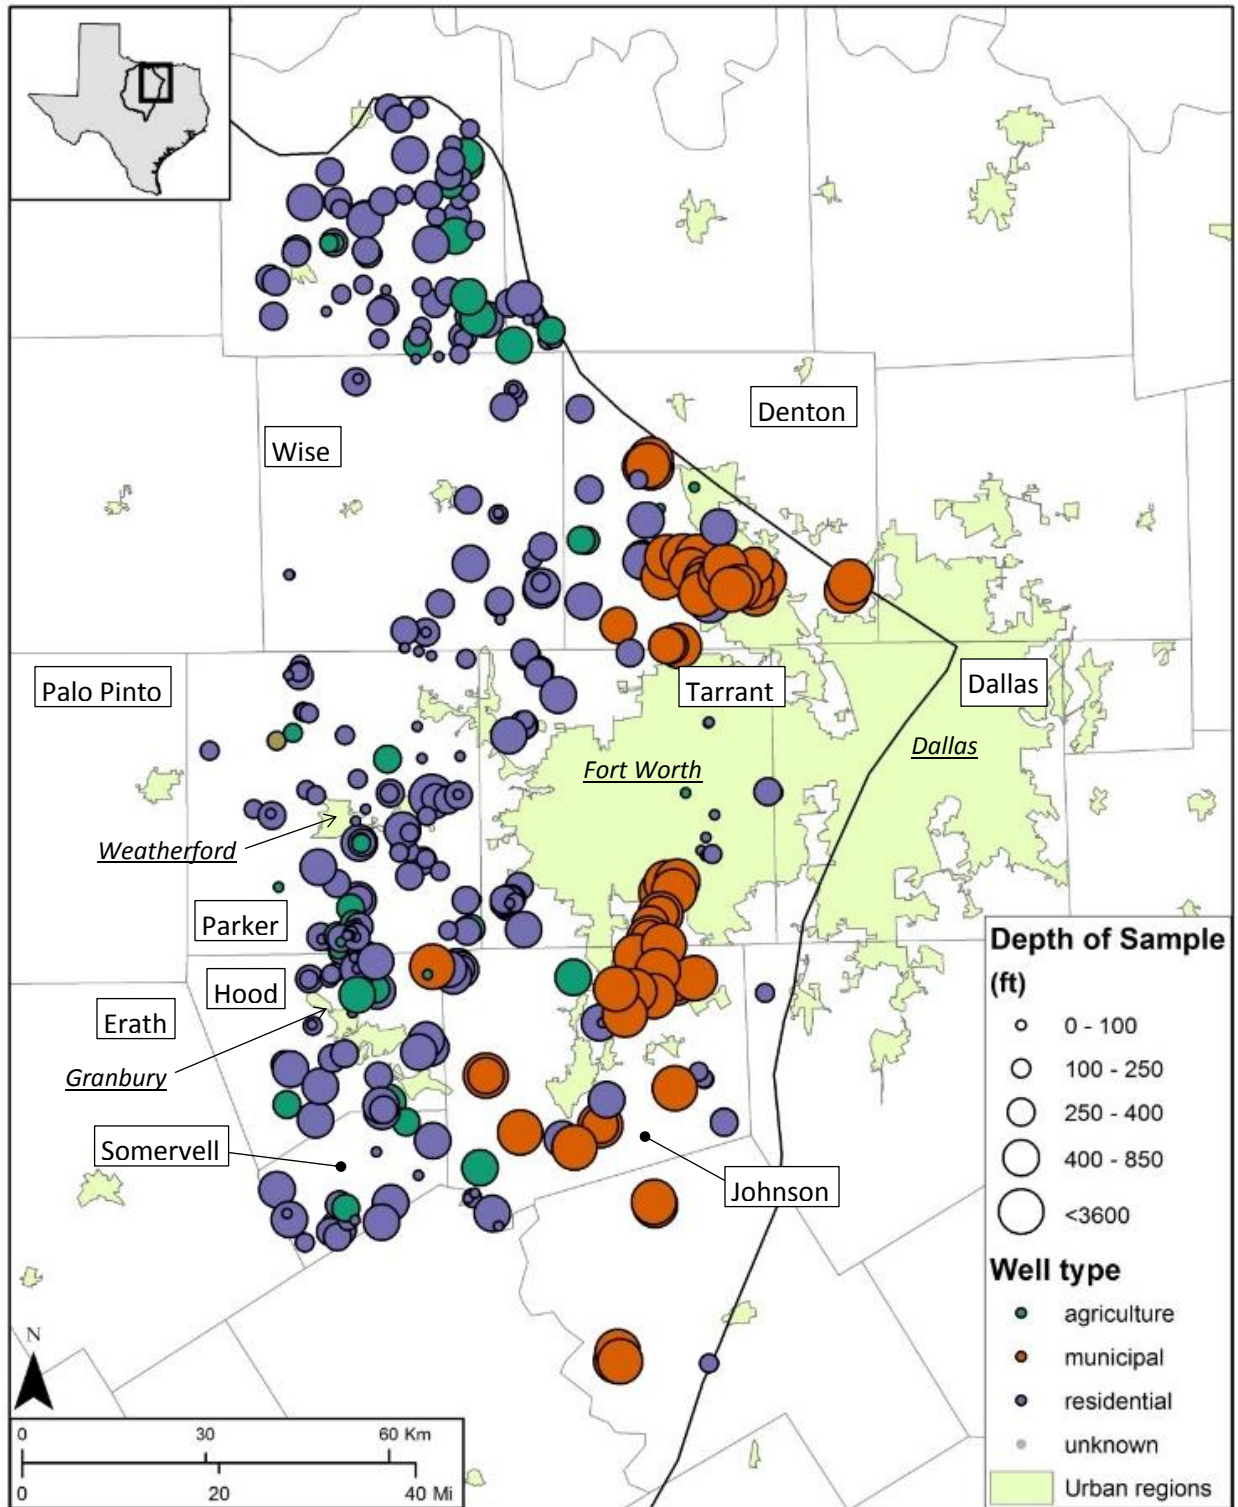 Denton
Wise
Palo Pinto
Tarrant
Dallas
Dallas
Fort Worth
Weatherford
Parker
Hood
Erath
Granbury
Somervell
Johnson
Depth of Sample
(ft)
0 - 100
100 - 250
250 - 400
400 - 850
<3600
Well type
agriculture
municipal
residential
unknown
Urban regions
N
0 30 60 Km
0 20 40 Mi